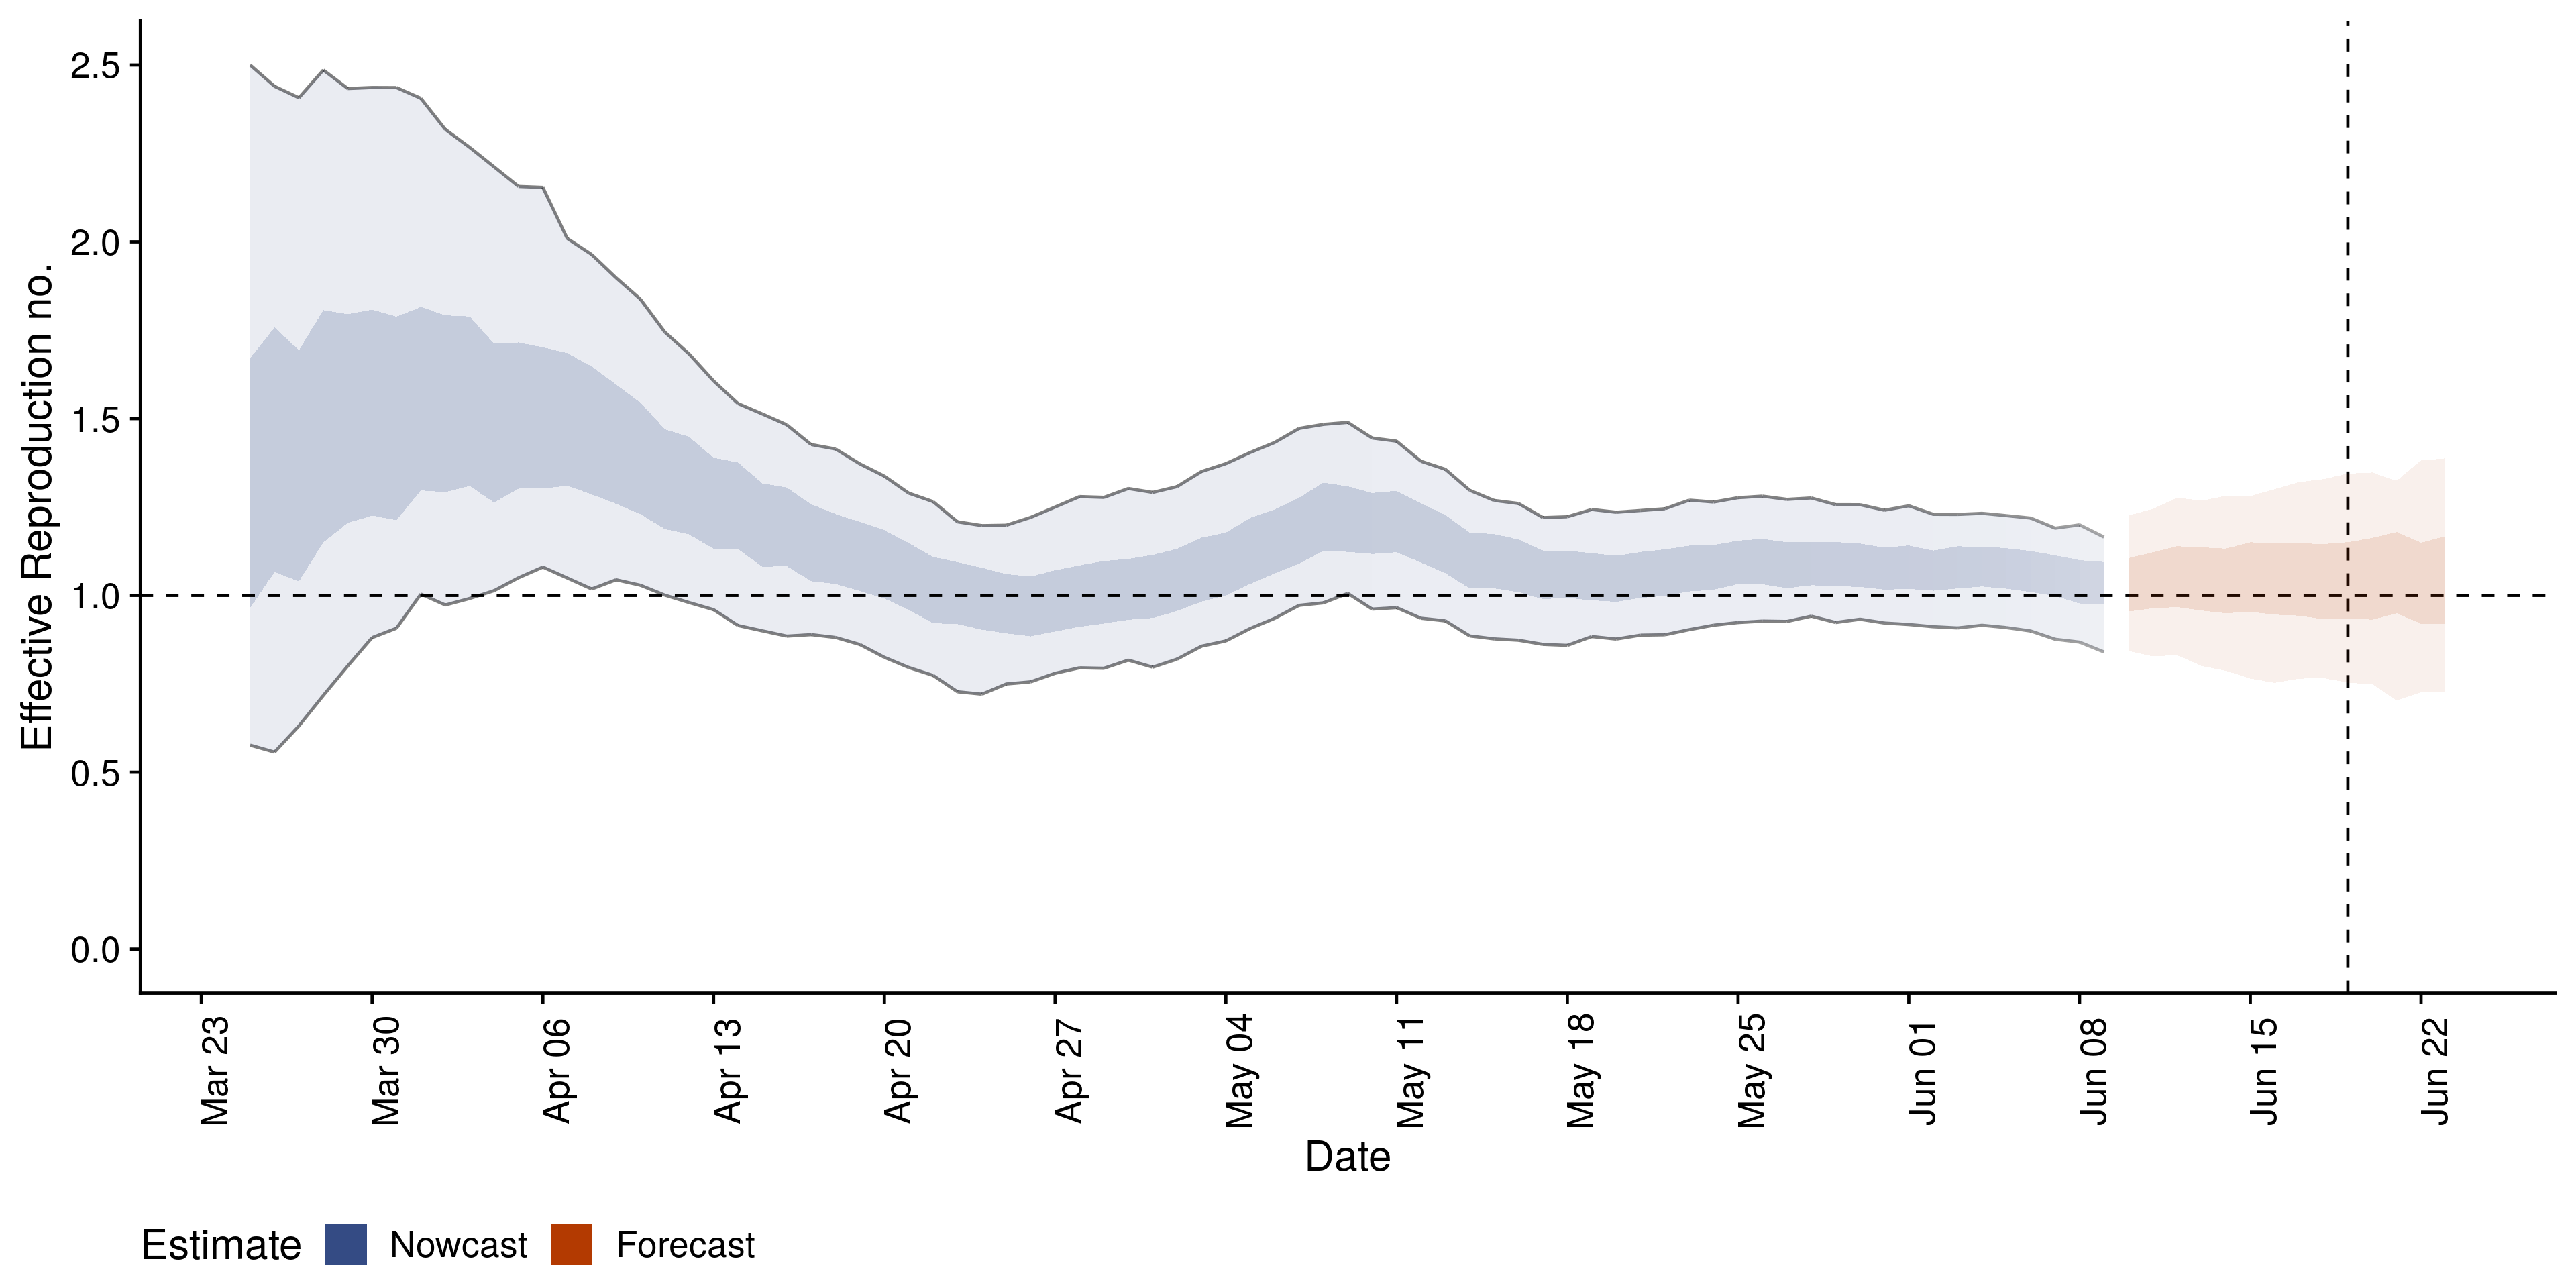 Effective Reproduction no.
2.5
2.0
1.5
1.0
0.5
0.0
Mar 23
Mar 30
Apr 06
Apr 13
Apr 20
Apr 27
May 04
May 11
May 18
May 25
Jun 01
Jun 08
Jun 15
Jun 22
Date
Estimate Nowcast Forecast